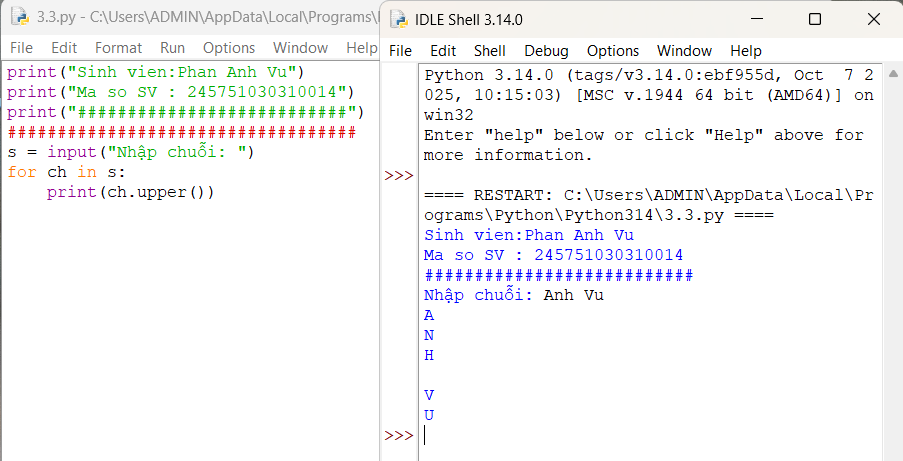 3.3.py - C:\Users\ADMIN\AppData\Local\Programs\
File Edit Format Run Options Window Help
print("Sinh vien:Phan Anh Vu")
print("Ma so SV : 245751030310014")
print("###########################")
###################################
s = input("Nhập chuỗi: ")
for ch in s:
    print(ch.upper())
IDLE Shell 3.14.0
File Edit Shell Debug Options Window Help
Python 3.14.0 (tags/v3.14.0:ebf955d, Oct  7 2
025, 10:15:03) [MSC v.1944 64 bit (AMD64)] on
win32
Enter "help" below or click "Help" above for
more information.
>>>
==== RESTART: C:\Users\ADMIN\AppData\Local\Pr
ograms\Python\Python314\3.3.py ====
Sinh vien:Phan Anh Vu
Ma so SV : 245751030310014
###########################
Nhập chuỗi: Anh Vu
A
N
H

V
U
>>>